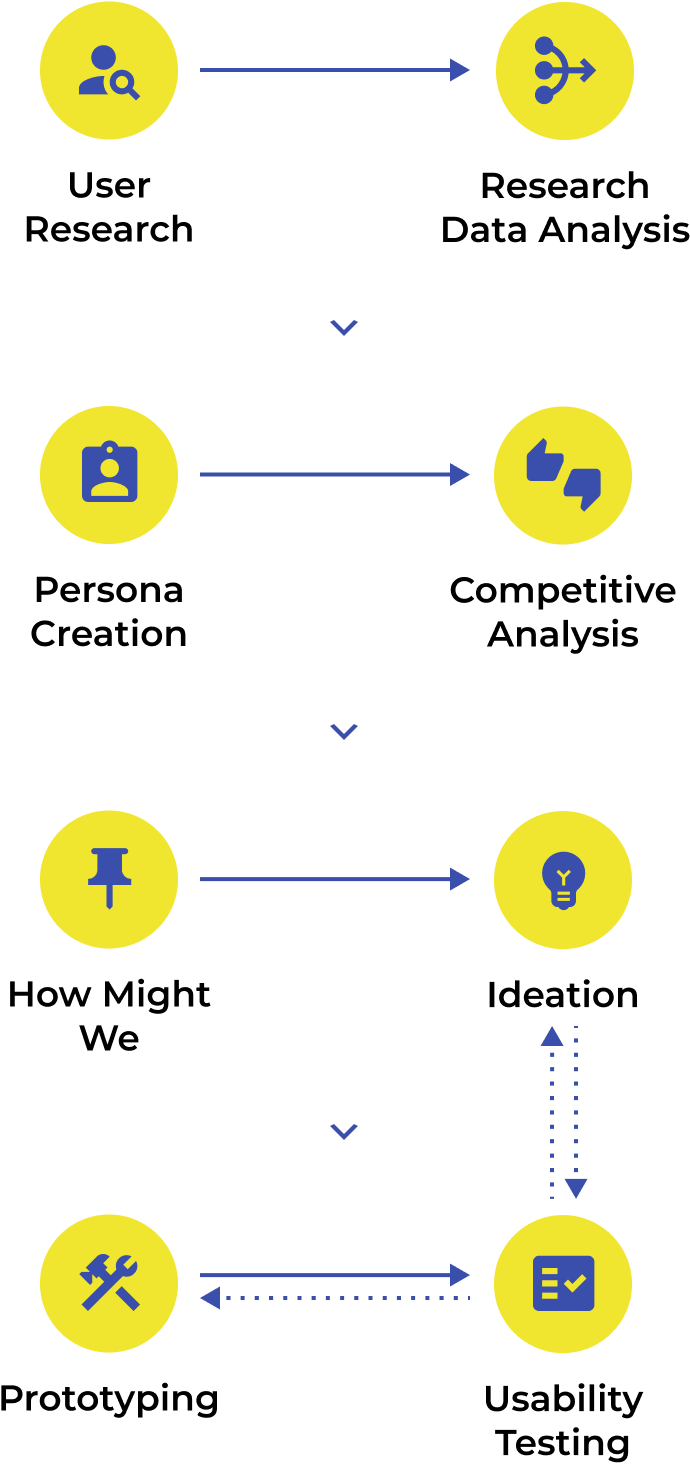 User
Research
Research
Data Analysis
Persona
Creation
Competitive
Analysis
How Might
We
Ideation
Prototyping
Usability
Testing